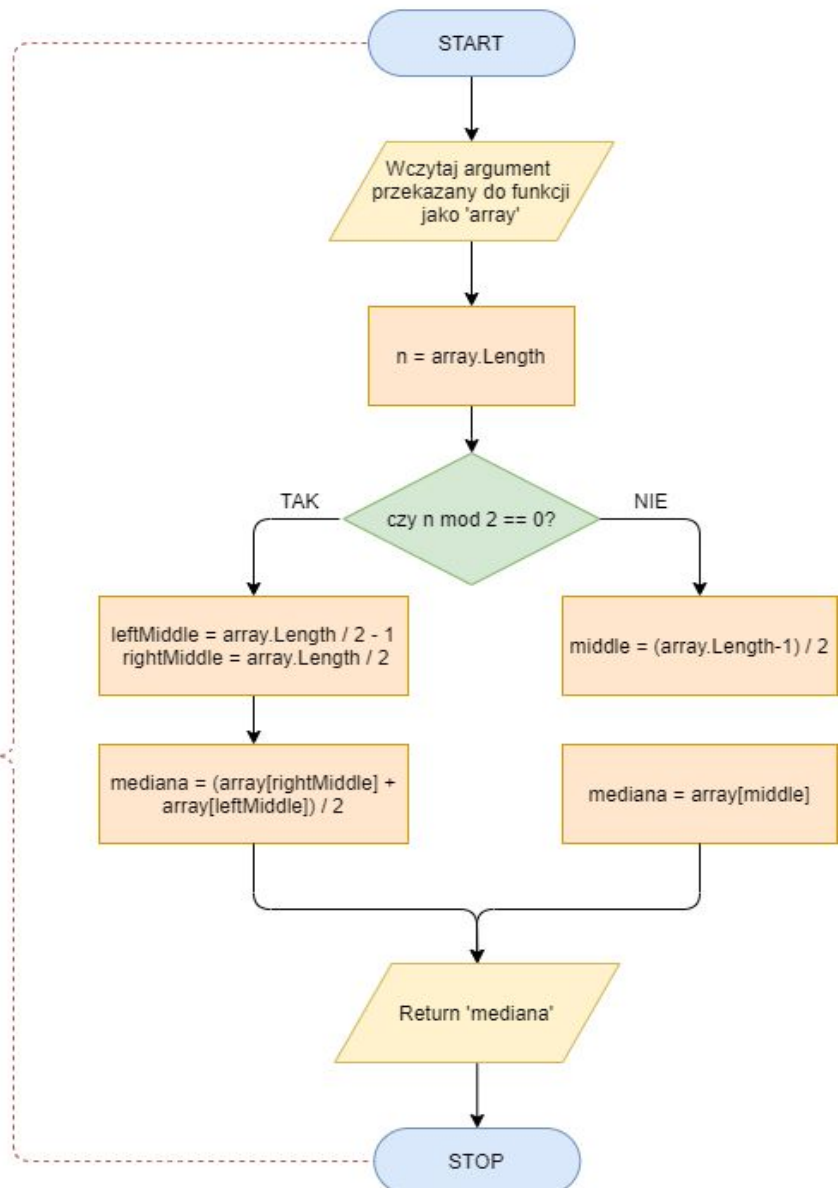 START
Wczytaj argument
przekazany do funkcji
jako 'array'
n = array.Length
czy n mod 2 == 0?
TAK
NIE
leftMiddle = array.Length / 2 - 1
rightMiddle = array.Length / 2
middle = (array.Length-1) / 2
mediana = (array[rightMiddle] +
array[leftMiddle]) / 2
mediana = array[middle]
Return 'mediana'
STOP